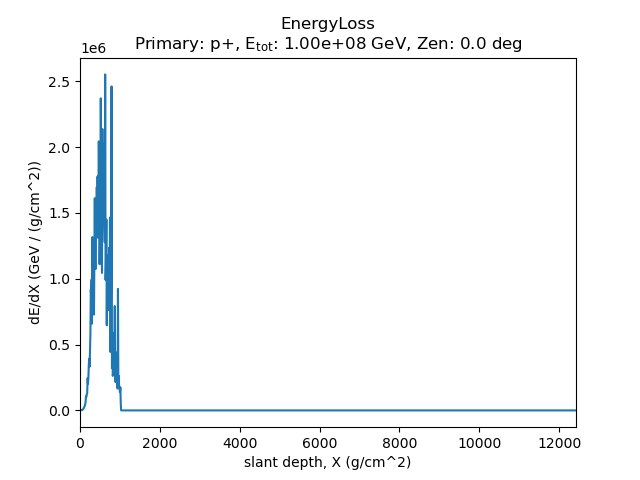 EnergyLoss
Primary: p+, E_tot: 1.00e+08 GeV, Zen: 0.0 deg
1e6
2.5
2.0
1.5
1.0
0.5
0.0
dE/dX (GeV / (g/cm^2))
0 2000 4000 6000 8000 10000 12000
slant depth, X (g/cm^2)